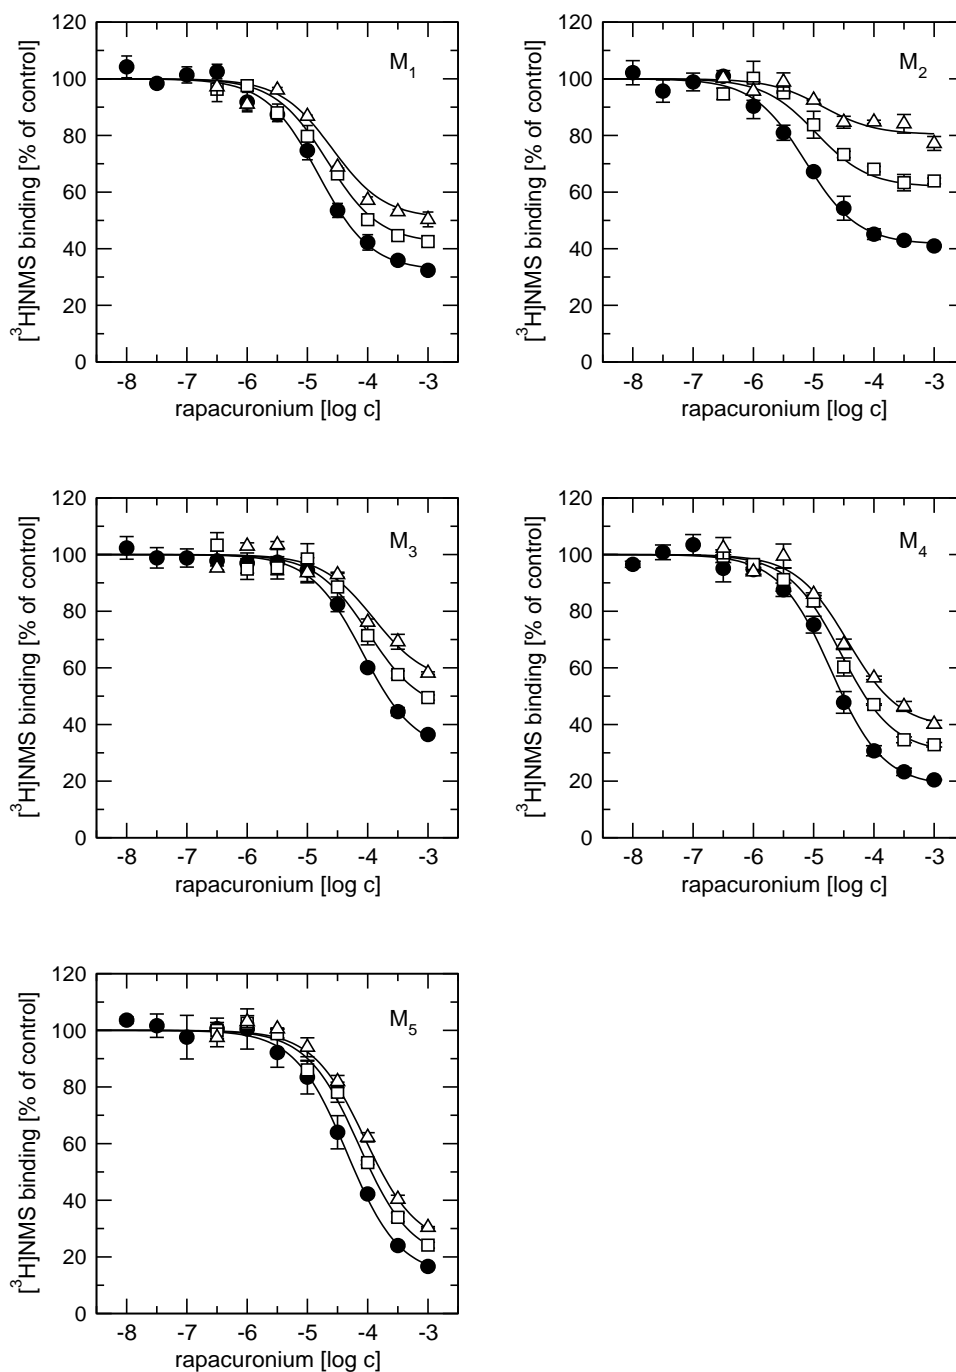 120
100
80
60
40
20
0
[³H]NMS binding [% of control]
M₁
-8 -7 -6 -5 -4 -3
rapacuronium [log c]
120
100
80
60
40
20
0
[³H]NMS binding [% of control]
M₂
-8 -7 -6 -5 -4 -3
rapacuronium [log c]
120
100
80
60
40
20
0
[³H]NMS binding [% of control]
M₃
-8 -7 -6 -5 -4 -3
rapacuronium [log c]
120
100
80
60
40
20
0
[³H]NMS binding [% of control]
M₄
-8 -7 -6 -5 -4 -3
rapacuronium [log c]
120
100
80
60
40
20
0
[³H]NMS binding [% of control]
M₅
-8 -7 -6 -5 -4 -3
rapacuronium [log c]